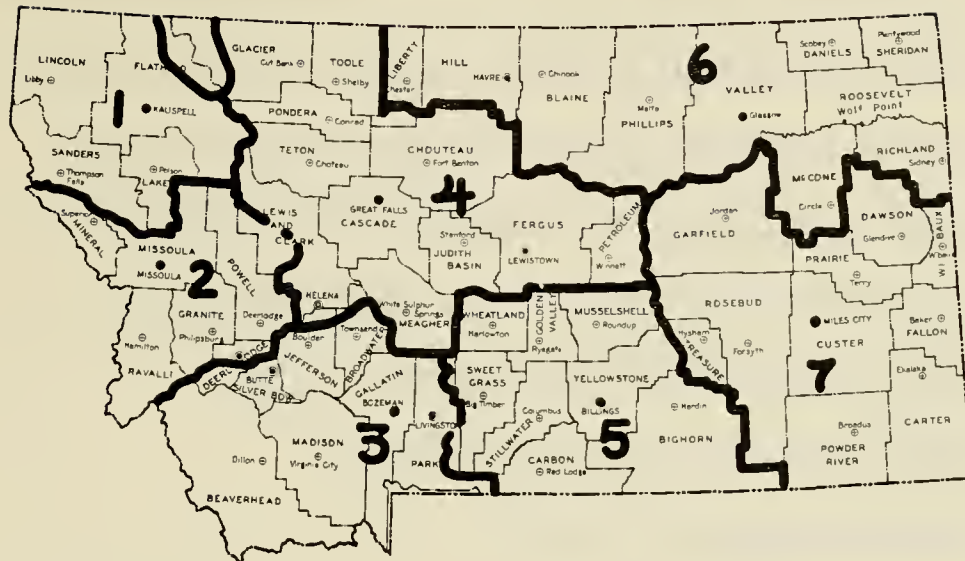 LINCOLN
Libby
FLATH
1
KALISPELL
SANDERS
Thompson
Falls
LAKE
Polson
GLACIER
Cut Bank
TOOLE
Shelby
PONDERA
Conrad
TETON
Choteau
LIBERTY
Chester
HILL
HAVRE
CHOUTEAU
Fort Benton
4
BLAINE
Chinook
PHILLIPS
Malta
6
VALLEY
Glasgow
Scobey
DANIELS
Plentywood
SHERIDAN
ROOSEVELT
Wolf Point
RICHLAND
Sidney
McCONE
Circle
DAWSON
Glendive
WIBAUX
Wibaux
PRAIRIE
Terry
GARFIELD
Jordan
PETROLEUM
Winnett
FERGUS
LEWISTOWN
Stanford
JUDITH
BASIN
GREAT FALLS
CASCADE
LEWIS
AND
CLARK
HELENA
Superior
MINERAL
MISSOULA
MISSOULA
2
POWELL
Deerlodge
GRANITE
Philipsburg
Hamilton
RAVALLI
DEERLODGE
BUTTE
SILVER BOW
Boulder
JEFFERSON
Townsend
BROADWATER
White Sulphur
Springs
MEAGHER
GALLATIN
BOZEMAN
3
LIVINGSTON
PARK
MADISON
Virginia City
Dillon
BEAVERHEAD
WHEATLAND
Harlowton
GOLDEN
VALLEY
Ryegate
MUSSELSHELL
Roundup
SWEET
GRASS
Big Timber
STILLWATER
Columbus
YELLOWSTONE
BILLINGS
5
CARBON
Red Lodge
BIGHORN
Hardin
TREASURE
Hysham
ROSEBUD
Forsyth
MILES CITY
CUSTER
7
Baker
FALLON
Ekalaka
CARTER
Broadus
POWDER
RIVER